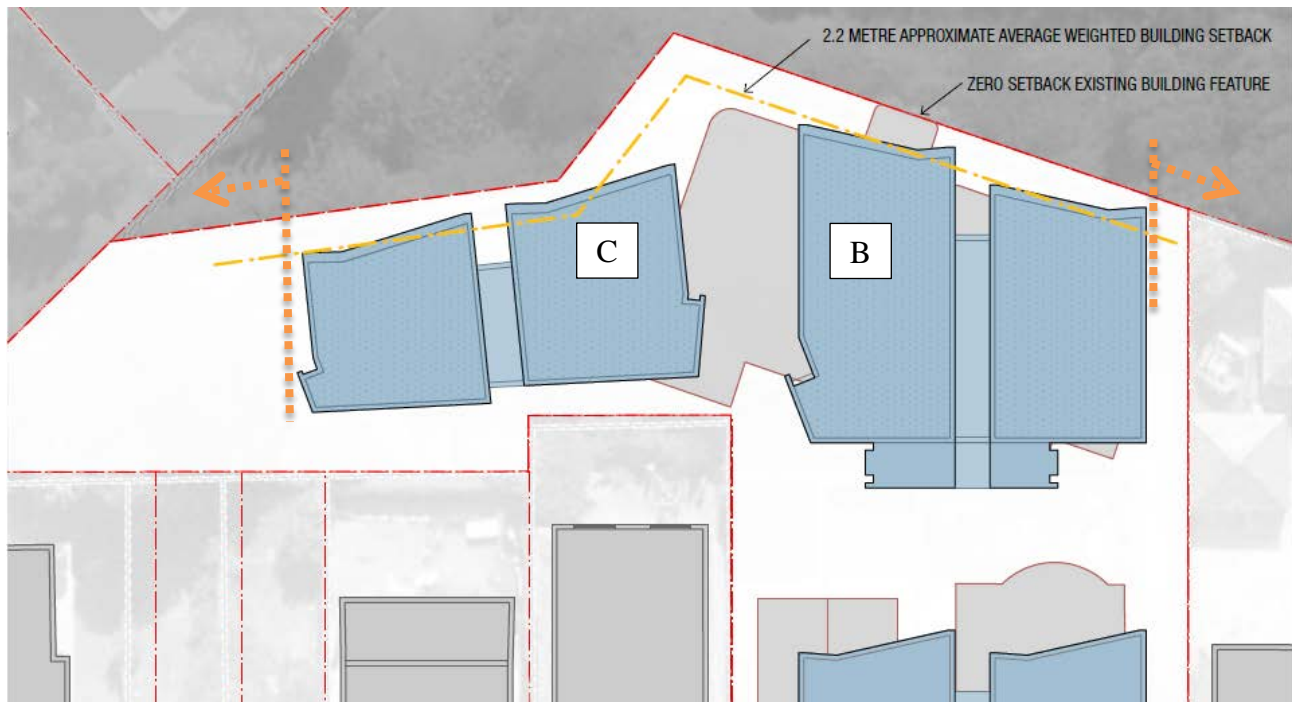 2.2 METRE APPROXIMATE AVERAGE WEIGHTED BUILDING SETBACK
ZERO SETBACK EXISTING BUILDING FEATURE
C
B